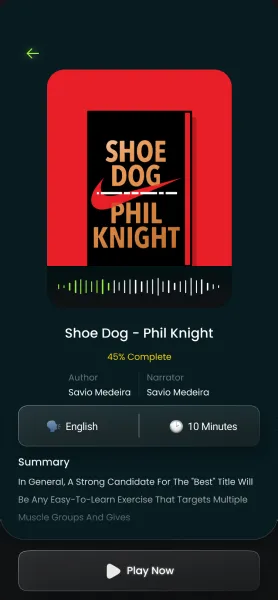 SHOE
DOG
PHIL
KNIGHT
Shoe Dog - Phil Knight
45% Complete
Author
Narrator
Savio Medeira
Savio Medeira
English
10 Minutes
Summary
In General, A Strong Candidate For The "Best" Title Will
Be Any Easy-To-Learn Exercise That Targets Multiple
Muscle Groups And Gives
Play Now